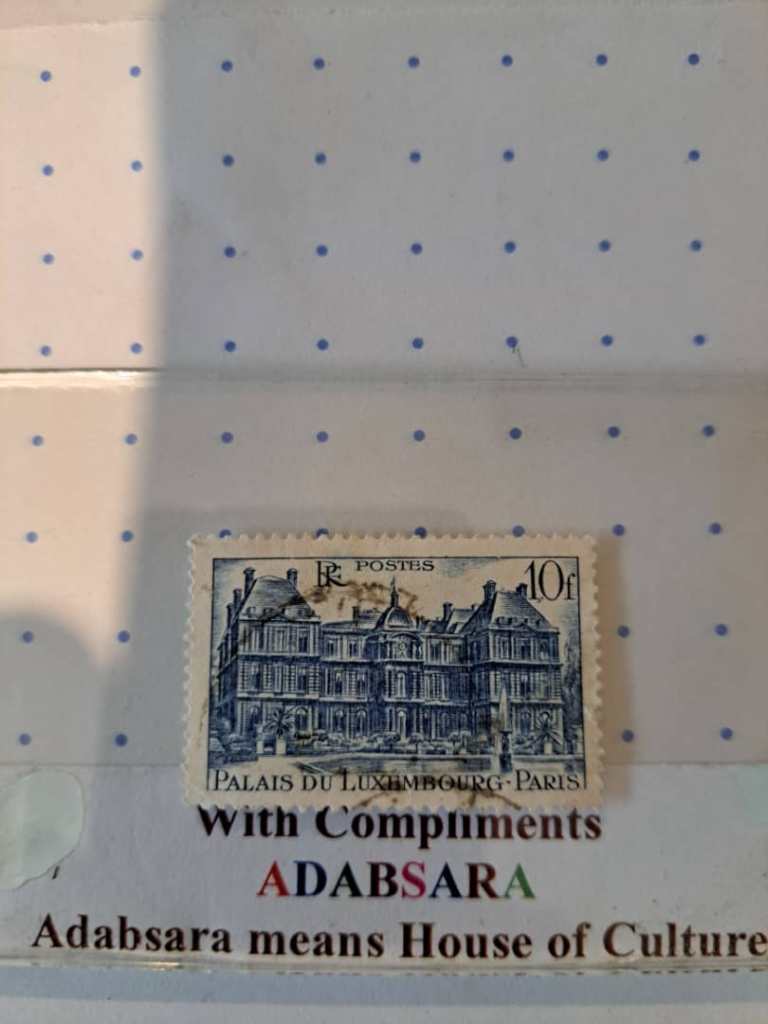 RF POSTES 10f
PALAIS DU LUXEMBOURG-PARIS
With Compliments
ADABSARA
Adabsara means House of Culture